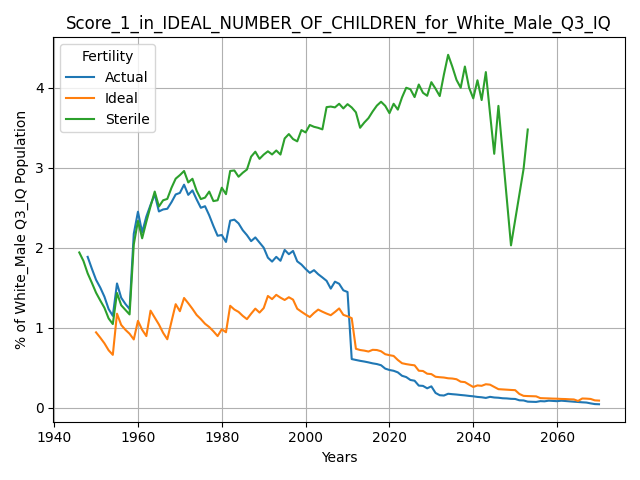 Score_1_in_IDEAL_NUMBER_OF_CHILDREN_for_White_Male_Q3_IQ
Fertility
Actual
Ideal
Sterile
% of White_Male Q3_IQ Population
4
3
2
1
0
1940 1960 1980 2000 2020 2040 2060
Years